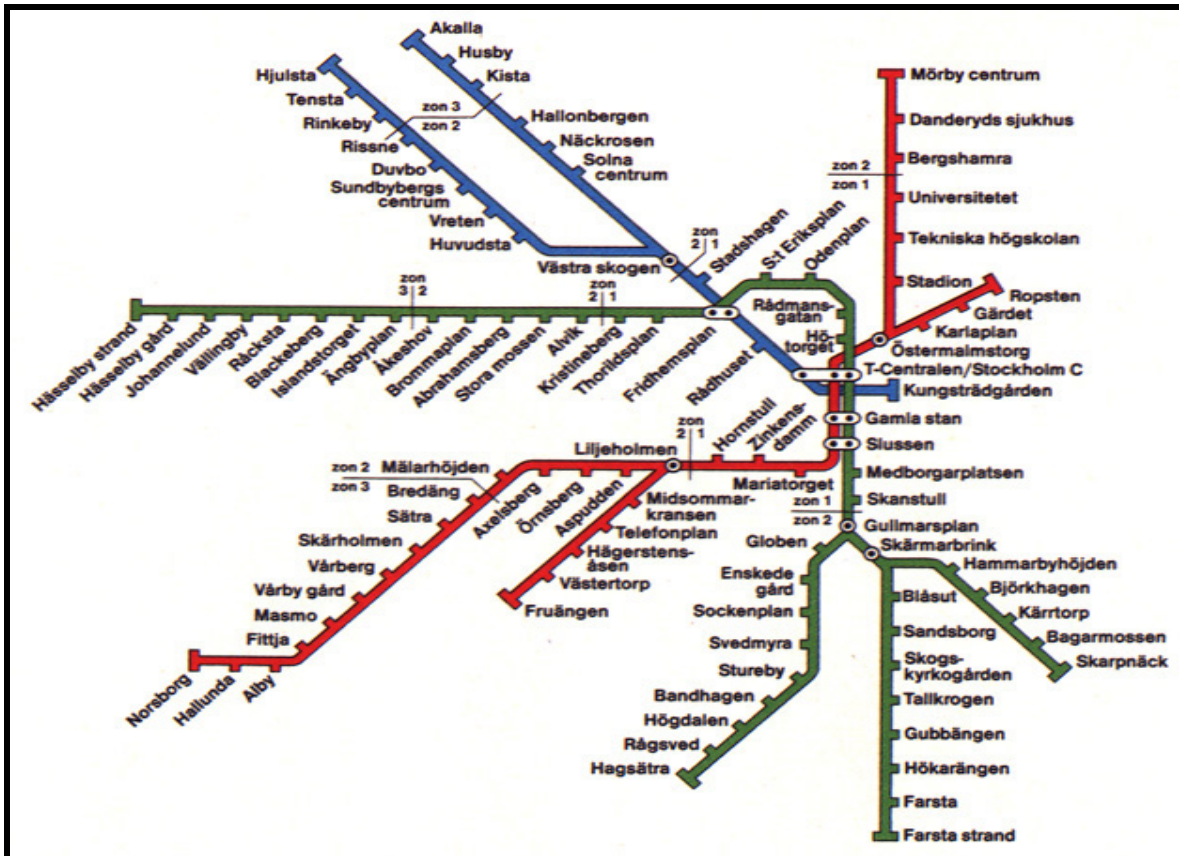 Akalla
Husby
Kista
Hjulsta
Tensta
Rinkeby
Rissne
Duvbo
Sundbybergs
centrum
Vreten
Huvudsta
zon 3
zon 2
Hallonbergen
Näckrosen
Solna
centrum
Västra skogen
zon
2 1
Stadshagen
S:t Eriksplan
Odenplan
Rådmans-
gatan
Hö-
torget
Mörby centrum
Danderyds sjukhus
Bergshamra
zon 2
zon 1
Universitetet
Tekniska högskolan
Stadion
Ropsten
Gärdet
Karlaplan
Östermalmstorg
T-Centralen/Stockholm C
Kungsträdgården
Gamla stan
Slussen
Medborgarplatsen
Skanstull
zon 1
zon 2
Gullmarsplan
Skärmarbrink
zon
3 2
zon
2 1
Hässelby strand
Hässelby gård
Johannelund
Vällingby
Råcksta
Blackeberg
Islandstorget
Ängbyplan
Åkeshov
Brommaplan
Abrahamsberg
Stora mossen
Alvik
Kristineberg
Thorildsplan
Fridhemsplan
Rådhuset
Liljeholmen
zon
2 1
Hornstull
Zinkens-
damm
Mariatorget
zon 2
zon 3
Mälarhöjden
Bredäng
Sätra
Skärholmen
Vårberg
Vårby gård
Masmo
Fittja
Norsborg
Hallunda
Alby
Axelsberg
Örnsberg
Aspudden
Midsommar-
kransen
Telefonplan
Hägerstens-
åsen
Västertorp
Fruängen
Globen
Enskede
gård
Sockenplan
Svedmyra
Stureby
Bandhagen
Högdalen
Rågsved
Hagsätra
Hammarbyhöjden
Björkhagen
Kärrtorp
Bagarmossen
Skarpnäck
Blåsut
Sandsborg
Skogs-
kyrkogården
Tallkrogen
Gubbängen
Hökarängen
Farsta
Farsta strand